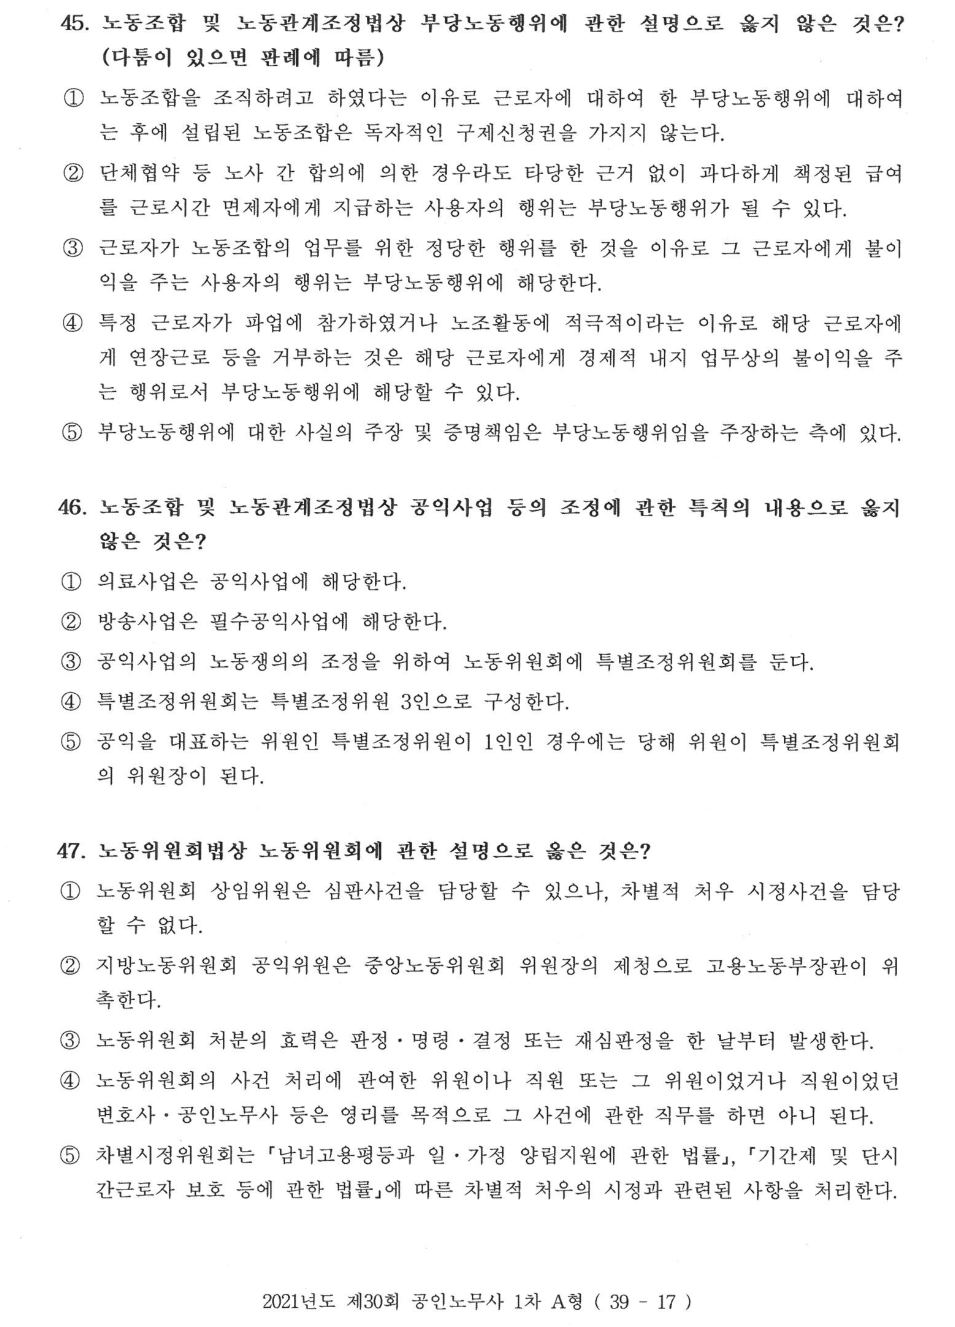 45. 노동조합 및 노동관계조정법상 부당노동행위에 관한 설명으로 옳지 않은 것은?
(다툼이 있으면 판례에 따름)
① 노동조합을 조직하려고 하였다는 이유로 근로자에 대하여 한 부당노동행위에 대하여
는 후에 설립된 노동조합은 독자적인 구제신청권을 가지지 않는다.
② 단체협약 등 노사 간 합의에 의한 경우라도 타당한 근거 없이 과다하게 책정된 급여
를 근로시간 면제자에게 지급하는 사용자의 행위는 부당노동행위가 될 수 있다.
③ 근로자가 노동조합의 업무를 위한 정당한 행위를 한 것을 이유로 그 근로자에게 불이
익을 주는 사용자의 행위는 부당노동행위에 해당한다.
④ 특정 근로자가 파업에 참가하였거나 노조활동에 적극적이라는 이유로 해당 근로자에
게 연장근로 등을 거부하는 것은 해당 근로자에게 경제적 내지 업무상의 불이익을 주
는 행위로서 부당노동행위에 해당할 수 있다.
⑤ 부당노동행위에 대한 사실의 주장 및 증명책임은 부당노동행위임을 주장하는 측에 있다.
46. 노동조합 및 노동관계조정법상 공익사업 등의 조정에 관한 특칙의 내용으로 옳지
않은 것은?
① 의료사업은 공익사업에 해당한다.
② 방송사업은 필수공익사업에 해당한다.
③ 공익사업의 노동쟁의의 조정을 위하여 노동위원회에 특별조정위원회를 둔다.
④ 특별조정위원회는 특별조정위원 3인으로 구성한다.
⑤ 공익을 대표하는 위원인 특별조정위원이 1인인 경우에는 당해 위원이 특별조정위원회
의 위원장이 된다.
47. 노동위원회법상 노동위원회에 관한 설명으로 옳은 것은?
① 노동위원회 상임위원은 심판사건을 담당할 수 있으나, 차별적 처우 시정사건을 담당
할 수 없다.
② 지방노동위원회 공익위원은 중앙노동위원회 위원장의 제청으로 고용노동부장관이 위
촉한다.
③ 노동위원회 처분의 효력은 판정·명령·결정 또는 재심판정을 한 날부터 발생한다.
④ 노동위원회의 사건 처리에 관여한 위원이나 직원 또는 그 위원이었거나 직원이었던
변호사·공인노무사 등은 영리를 목적으로 그 사건에 관한 직무를 하면 아니 된다.
⑤ 차별시정위원회는 「남녀고용평등과 일·가정 양립지원에 관한 법률」, 「기간제 및 단시
간근로자 보호 등에 관한 법률」에 따른 차별적 처우의 시정과 관련된 사항을 처리한다.
2021년도 제30회 공인노무사 1차 A형 ( 39 - 17 )